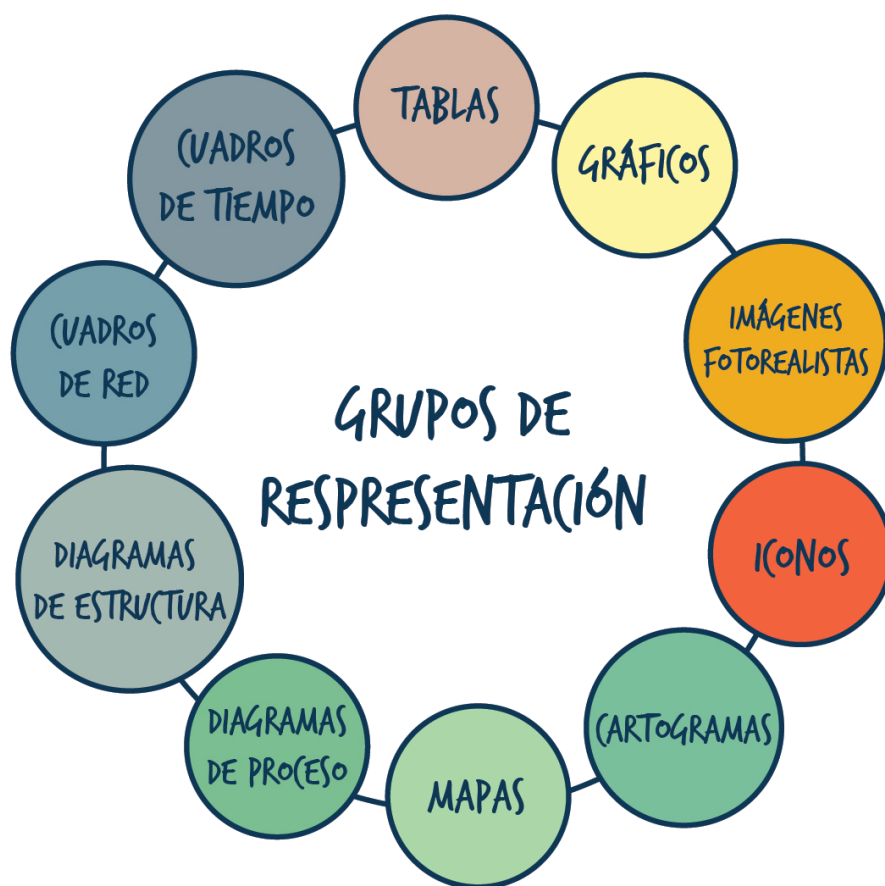 TABLAS
GRÁFICOS
IMÁGENES
FOTOREALISTAS
ICONOS
CARTOGRAMAS
MAPAS
DIAGRAMAS
DE PROCESO
DIAGRAMAS
DE ESTRUCTURA
CUADROS
DE RED
CUADROS
DE TIEMPO
GRUPOS DE
RESPRESENTACIÓN